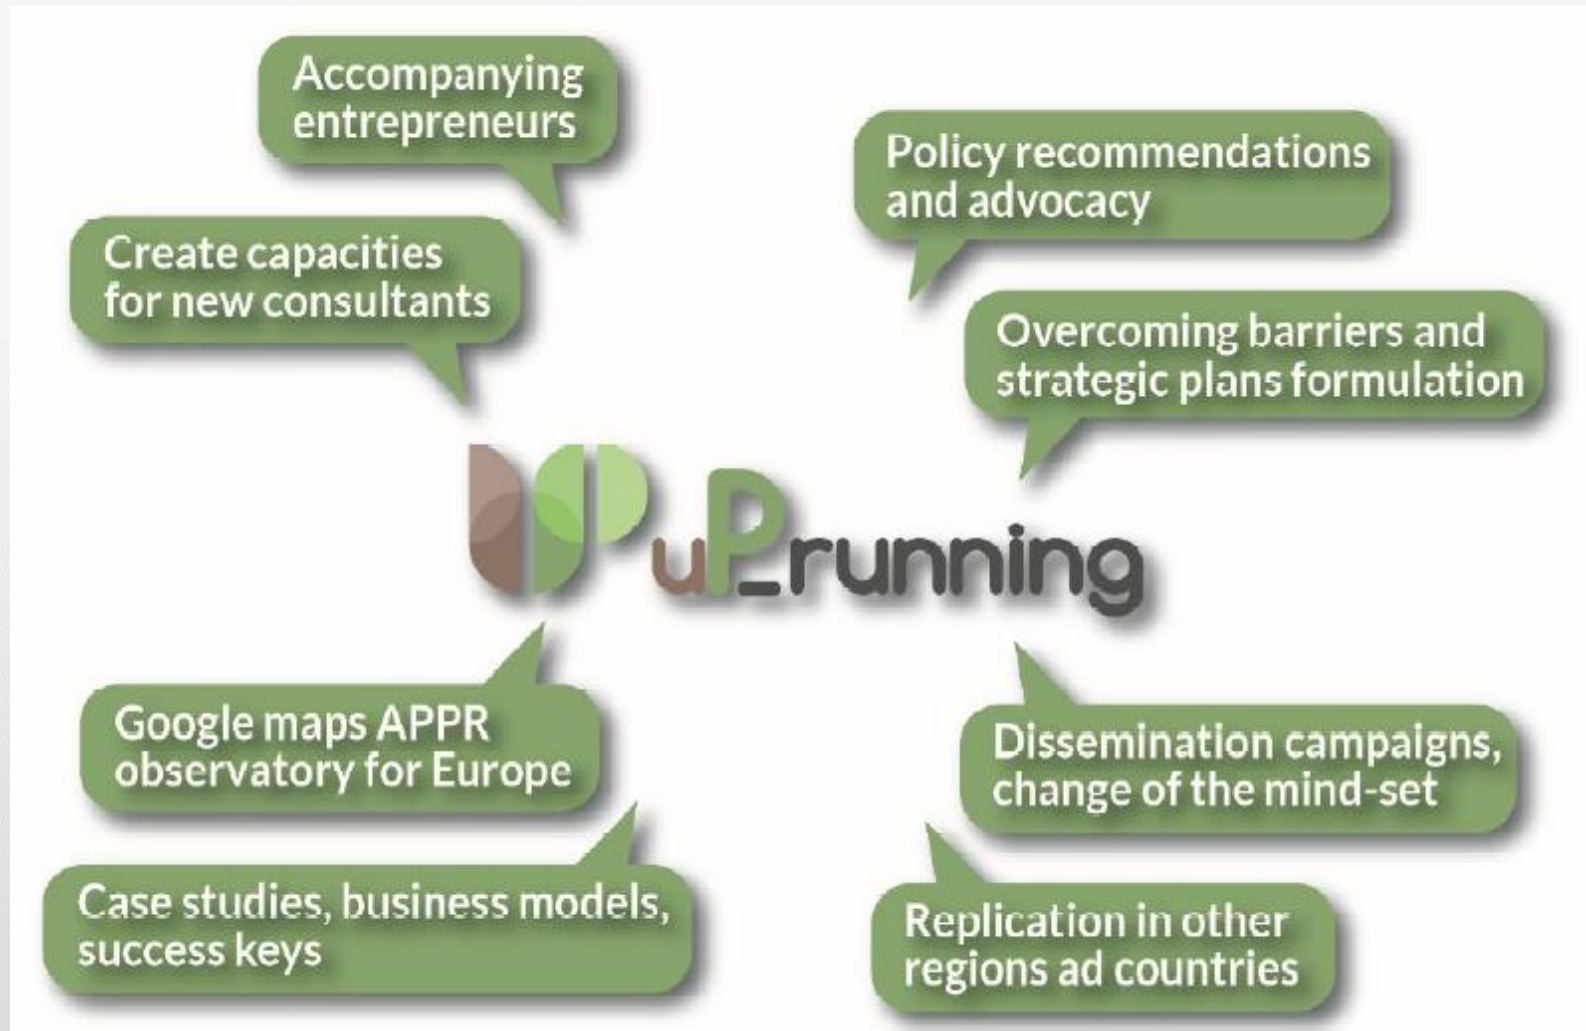 Accompanying
entrepreneurs
Policy recommendations
and advocacy
Create capacities
for new consultants
Overcoming barriers and
strategic plans formulation
uP_running
Google maps APPR
observatory for Europe
Dissemination campaigns,
change of the mind-set
Case studies, business models,
success keys
Replication in other
regions ad countries